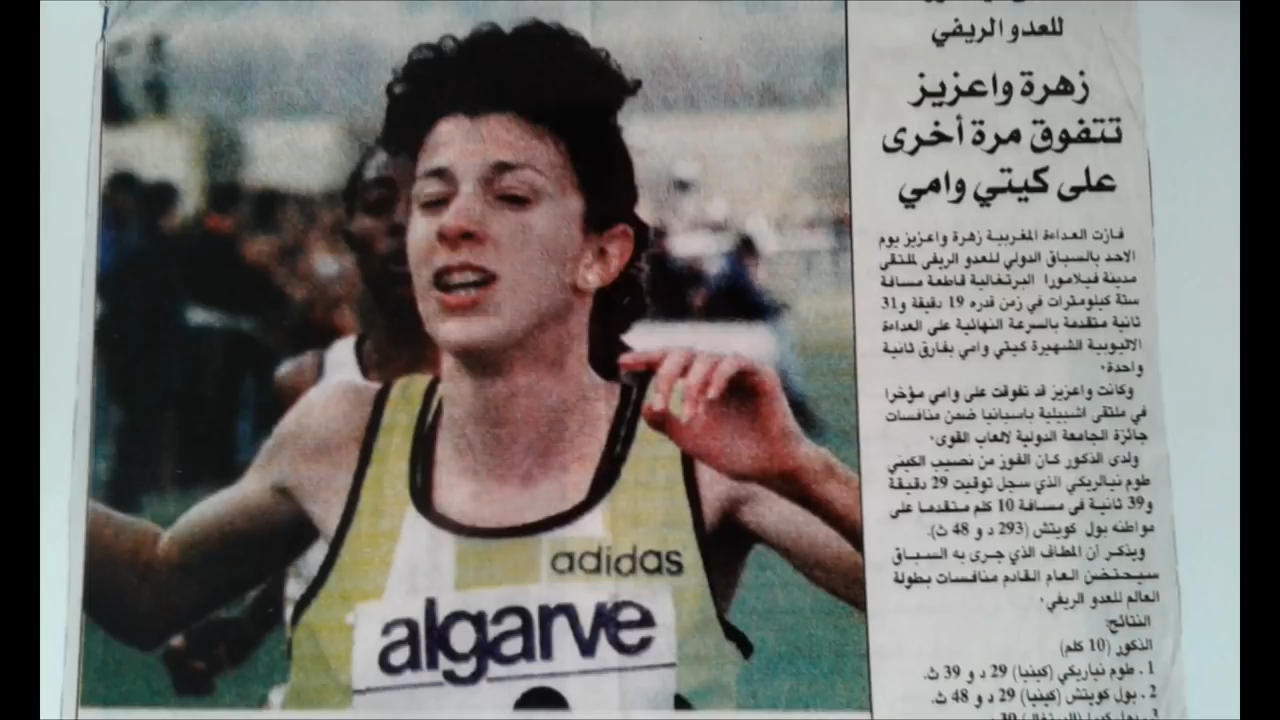 للعدو الريفي
زهرة واعزيز
تتفوق مرة أخرى
على كيتي وامي
فازت العداءة المغربية زهرة واعزيز يوم
الاحد بالسباق الدولي للعدو الريفى لملتقى
مدينة فيلامورا البرتغالية قاطعة مسافة
ستة كيلومترات في زمن قدره 19 دقيقة و31
ثانية متقدمة بالسرعة النهائية على العداءة
الاثيوبية الشهيرة كيتي وامي بفارق ثانية
واحدة،
وكانت واعزيز قد تفوقت على وامي مؤخرا
في ملتقى اشبيلية باسبانيا ضمن منافسات
جائزة الجامعة الدولية لالعاب القوى،
ولدى الذكور كان الفوز من نصيب الكيني
طوم نياريكي الذي سجل توقيت 29 دقيقة
و39 ثانية في مسافة 10 كلم متقدما على
مواطنه بول كويتش (293 د و 48 ث).
ويذكر ان المطاف الذي جرى به السباق
سيحتضن العام القادم منافسات بطولة
العالم للعدو الريفي،
النتائج:
الذكور (10 كلم)
1 . طوم نياريكي (كينيا) 29 د و 39 ث.
2 . بول كويتش (كينيا) 29 د و 48 ث.
adidas
algarve